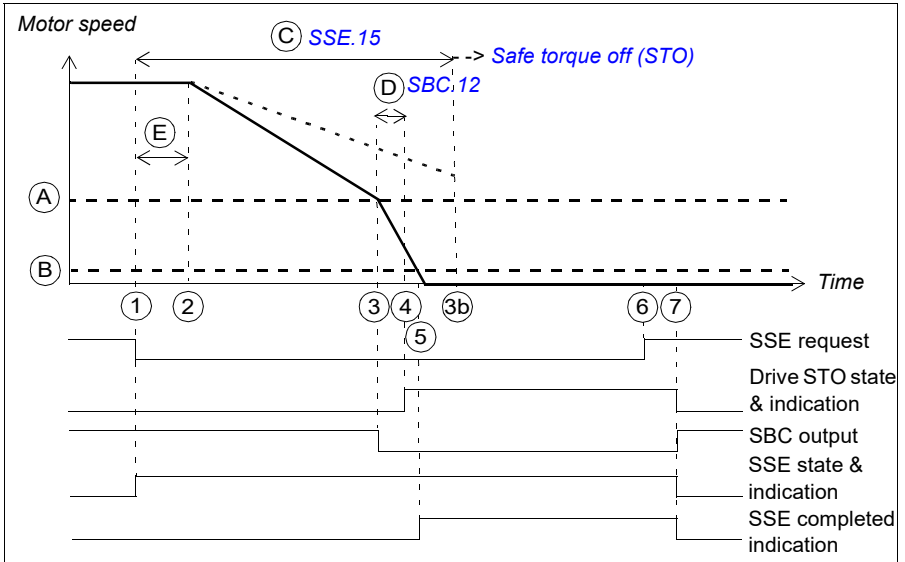 Motor speed
C SSE.15
Safe torque off (STO)
D SBC.12
E
A
B
Time
1 2 3 4 3b 6 7
5
SSE request
Drive STO state
& indication
SBC output
SSE state &
indication
SSE completed
indication